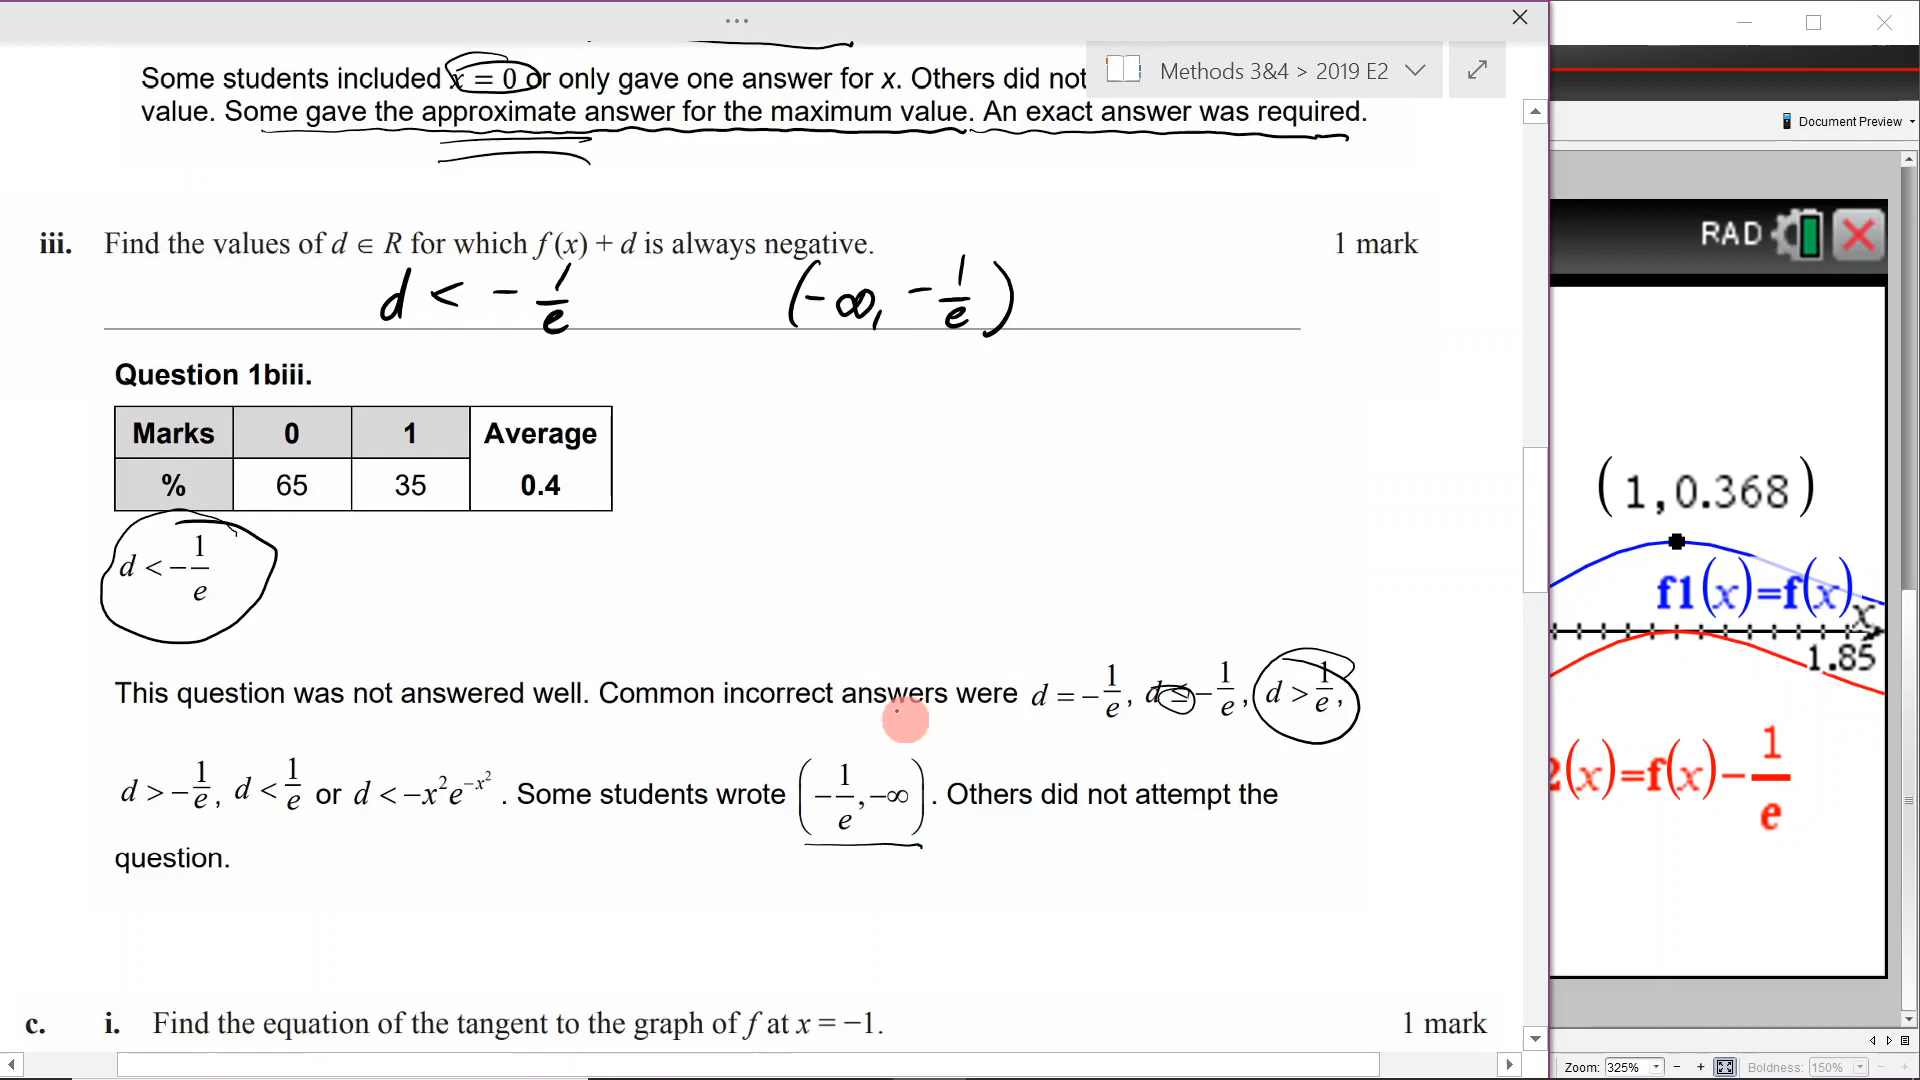 Some students included x = 0 or only gave one answer for x. Others did not
Methods 3&4 > 2019 E2
value. Some gave the approximate answer for the maximum value. An exact answer was required.
Document Preview
RAD
iii. Find the values of d ∈ R for which f(x) + d is always negative. 1 mark
d < -1/e (-∞, -1/e)
Question 1biii.
Marks 0 1 Average
% 65 35 0.4
d < -1/e
(1,0.368)
f1(x)=f(x)
x
1.85
This question was not answered well. Common incorrect answers were d = -1/e, d ≤ -1/e, d > 1/e,
d > -1/e, d < 1/e or d < -x²e^(-x²). Some students wrote (-1/e, -∞). Others did not attempt the
question.
2(x)=f(x)-1/e
c. i. Find the equation of the tangent to the graph of f at x = −1. 1 mark
Zoom: 325% Boldness: 150%